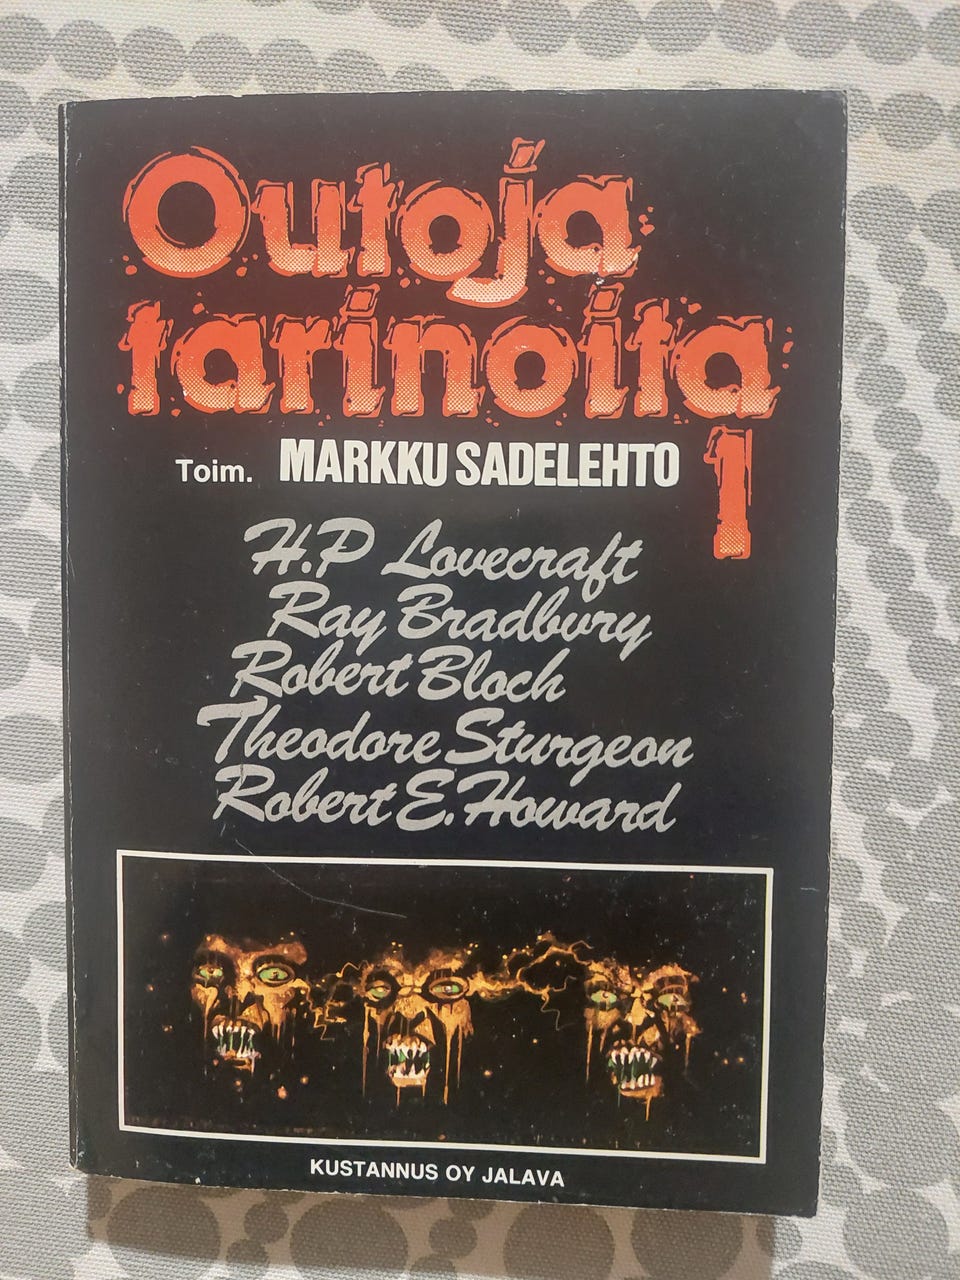 Outoja
tarinoita
1
Toim. MARKKU SADELEHTO
H.P Lovecraft
Ray Bradbury
Robert Bloch
Theodore Sturgeon
Robert E. Howard
KUSTANNUS OY JALAVA